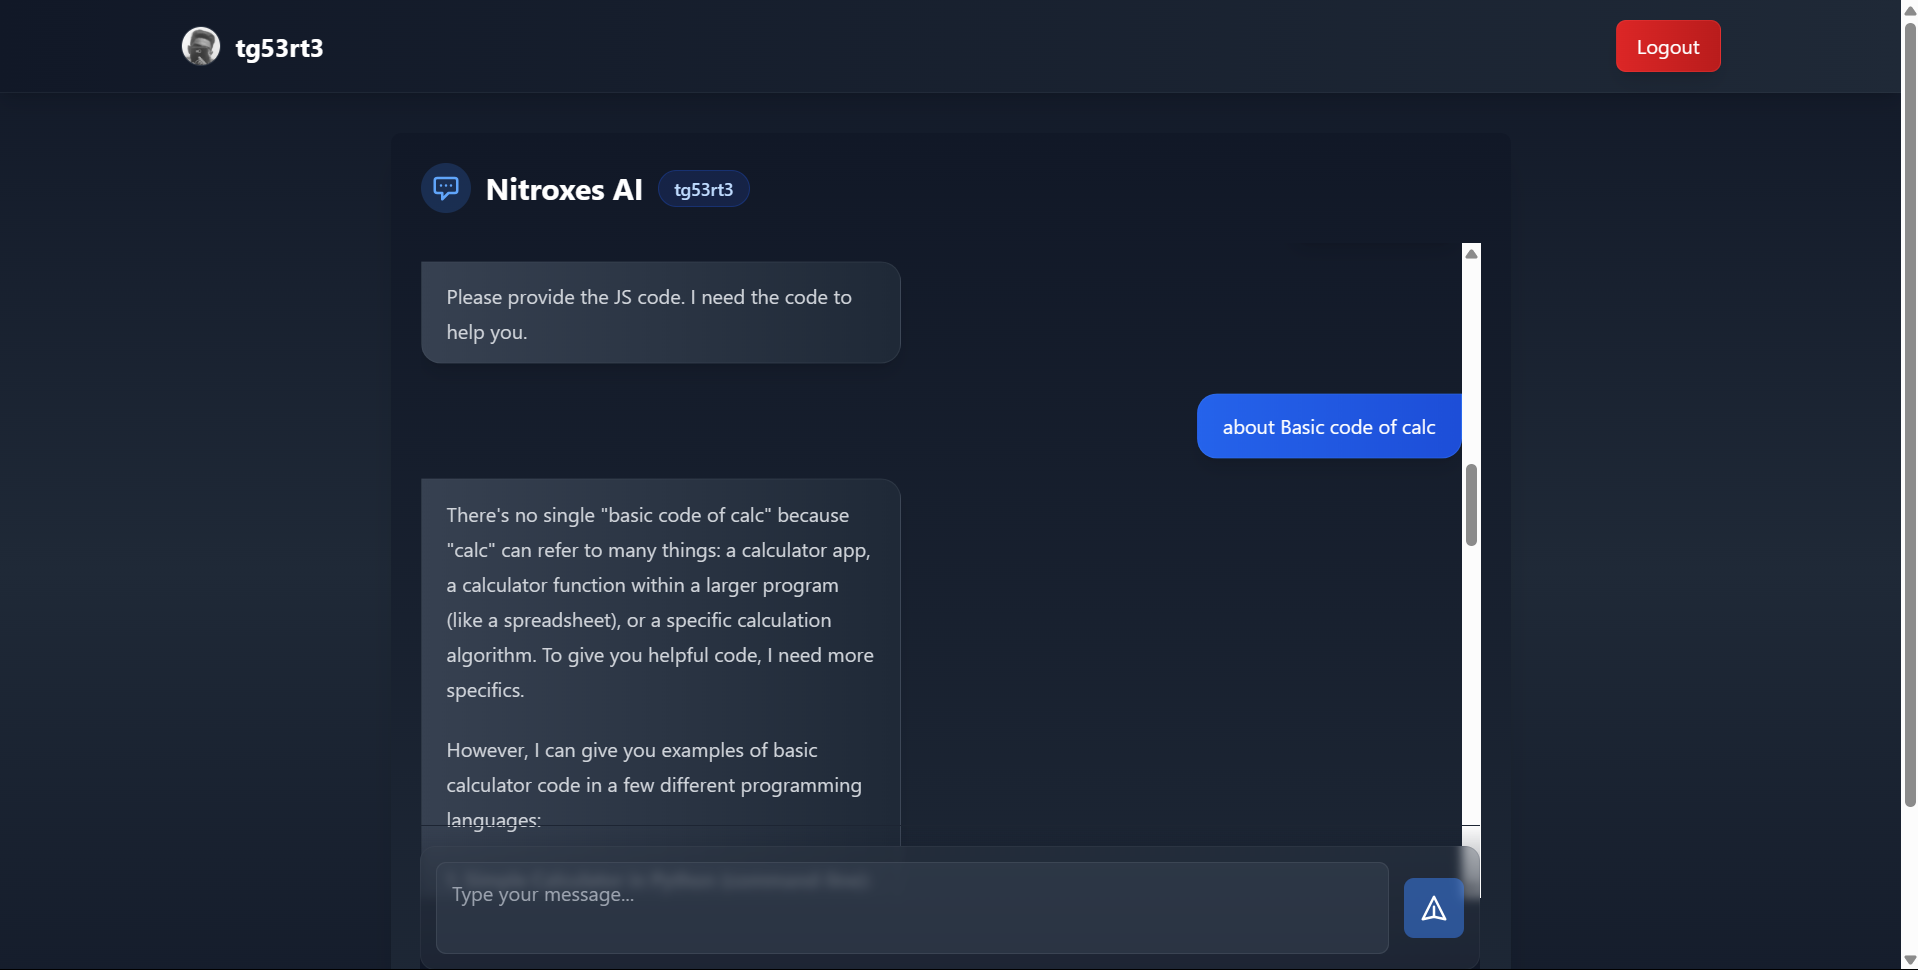 tg53rt3
Logout
Nitroxes AI
tg53rt3
Please provide the JS code. I need the code to
help you.
about Basic code of calc
There's no single "basic code of calc" because
"calc" can refer to many things: a calculator app,
a calculator function within a larger program
(like a spreadsheet), or a specific calculation
algorithm. To give you helpful code, I need more
specifics.
However, I can give you examples of basic
calculator code in a few different programming
languages:
Type your message...